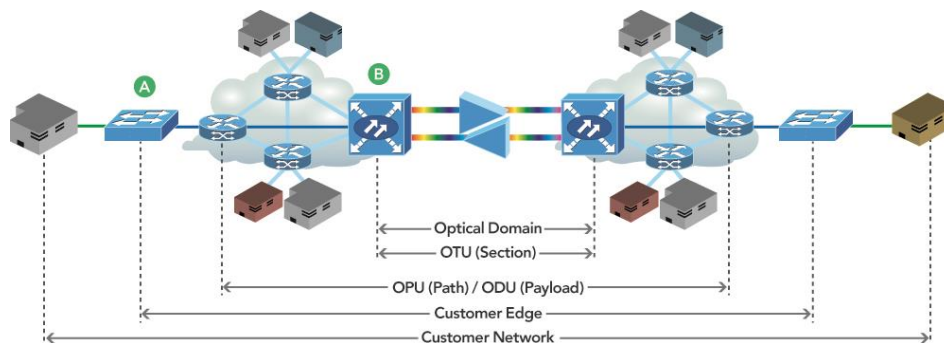 A
B
Optical Domain
OTU (Section)
OPU (Path) / ODU (Payload)
Customer Edge
Customer Network